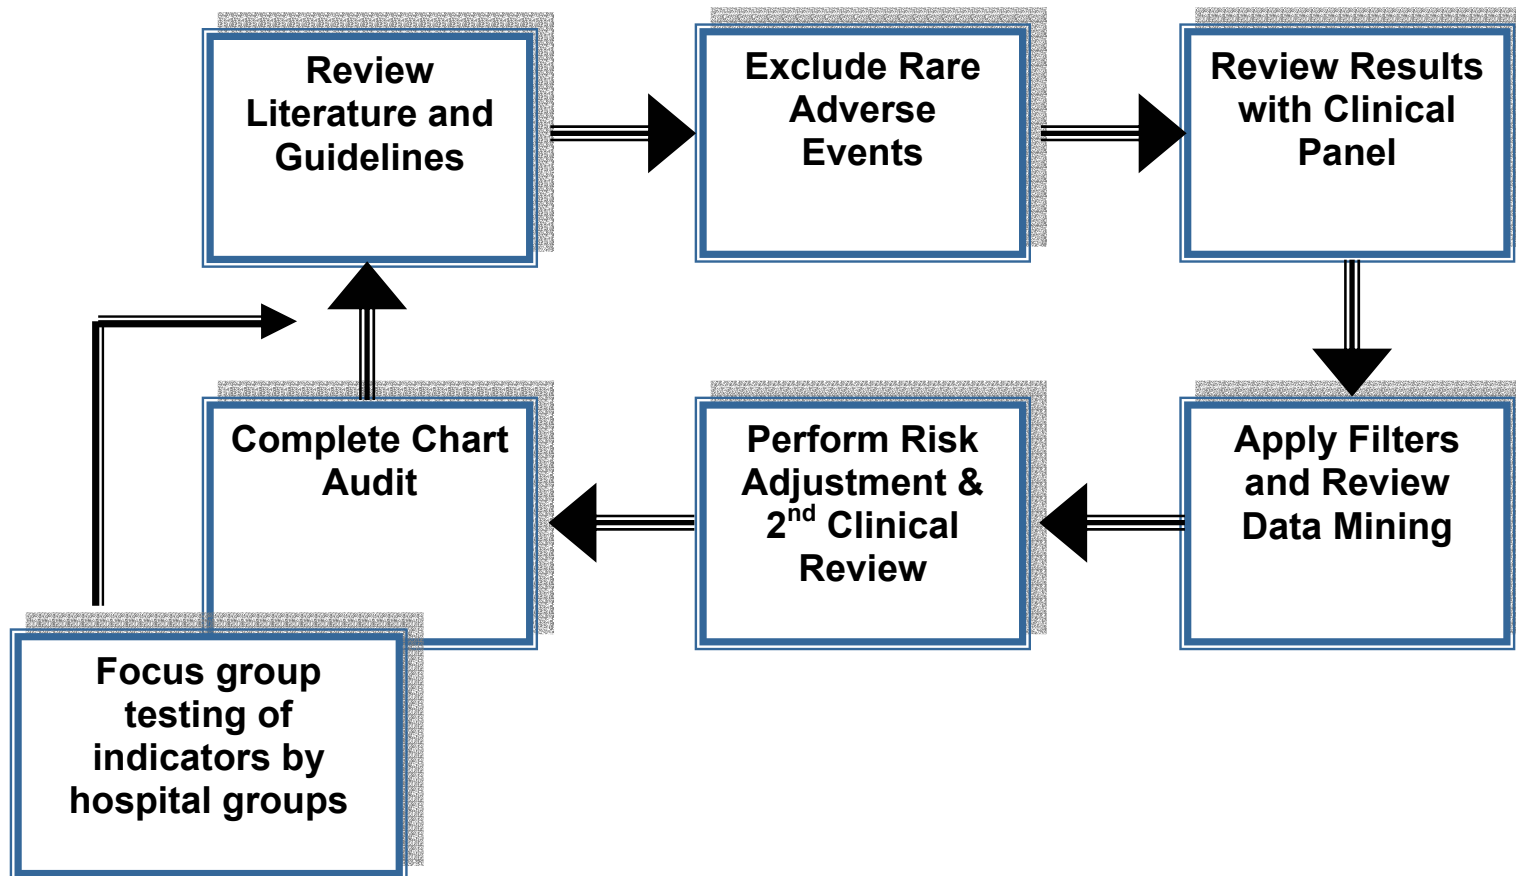 Review
Literature and
Guidelines
Exclude Rare
Adverse
Events
Review Results
with Clinical
Panel
Complete Chart
Audit
Perform Risk
Adjustment &
2nd Clinical
Review
Apply Filters
and Review
Data Mining
Focus group
testing of
indicators by
hospital groups